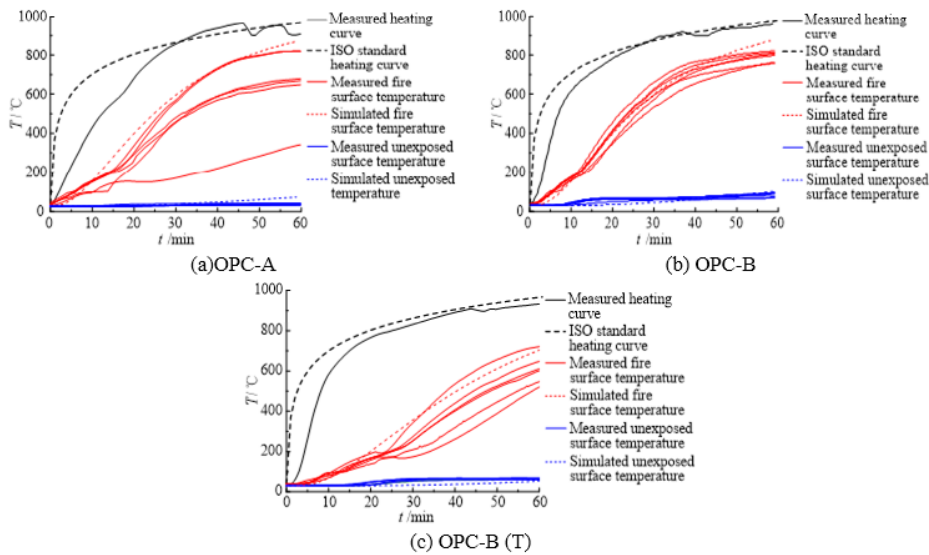 1000
800
600
400
200
0
T / °C
0 10 20 30 40 50 60
t /min
Measured heating
curve
ISO standard
heating curve
Measured fire
surface temperature
Simulated fire
surface temperature
Measured unexposed
surface temperature
Simulated unexposed
temperature
(a)OPC-A
1000
800
600
400
200
0
T / °C
0 10 20 30 40 50 60
t /min
Measured heating
curve
ISO standard
heating curve
Measured fire
surface temperature
Simulated fire
surface temperature
Measured unexposed
surface temperature
Simulated unexposed
surface temperature
(b) OPC-B
1000
800
600
400
200
0
T / °C
0 10 20 30 40 50 60
t /min
Measured heating
curve
ISO standard
heating curve
Measured fire
surface temperature
Simulated fire
surface temperature
Measured unexposed
surface temperature
Simulated unexposed
surface temperature
(c) OPC-B (T)